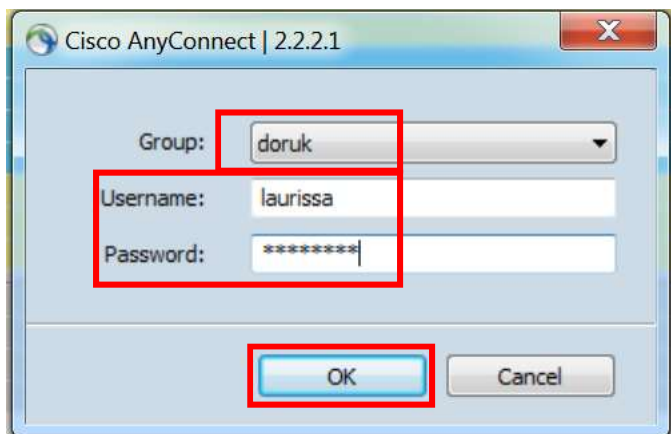 Cisco AnyConnect | 2.2.2.1
Group: doruk
Username: laurissa
Password: ********
OK Cancel